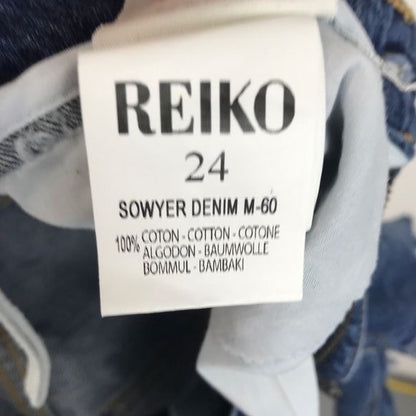 REIKO
24
SOWYER DENIM M-60
100% COTON - COTTON - COTONE
ALGODON - BAUMWOLLE
BOMMUL - BAMBAKI